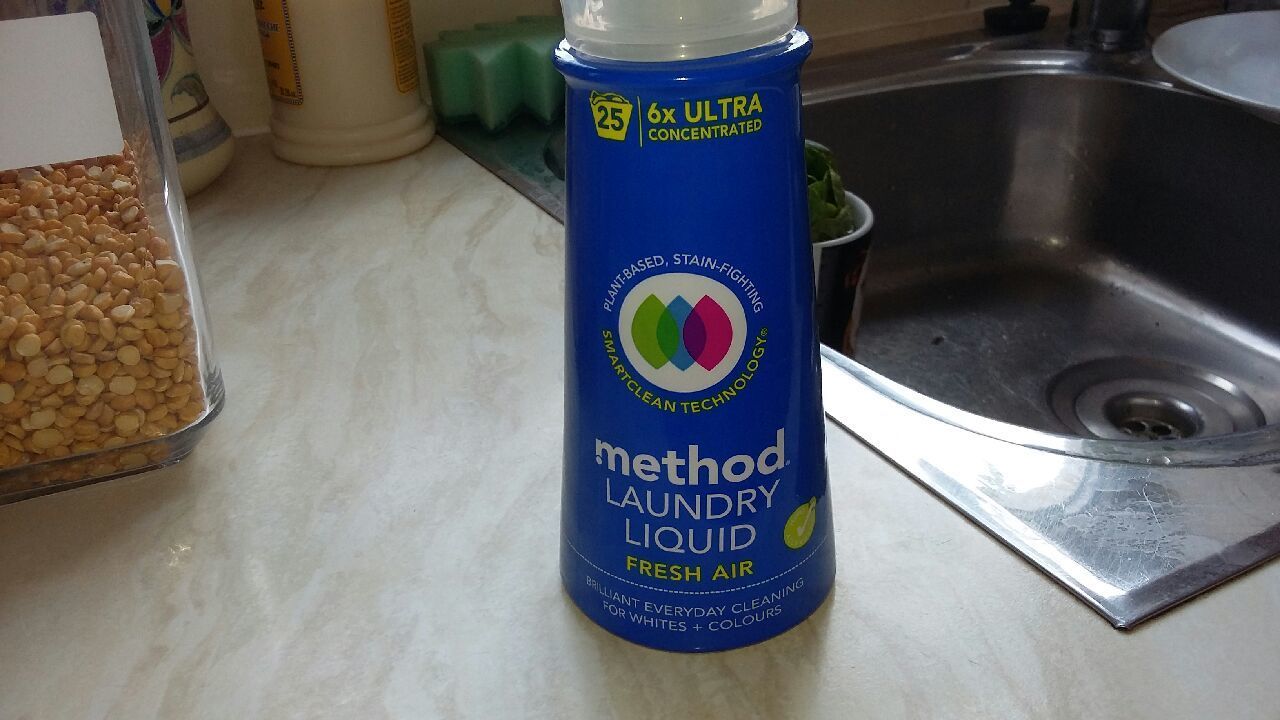 25
6x ULTRA
CONCENTRATED
PLANT-BASED, STAIN-FIGHTING
SMARTCLEAN TECHNOLOGY®
method
LAUNDRY
LIQUID
FRESH AIR
BRILLIANT EVERYDAY CLEANING
FOR WHITES + COLOURS